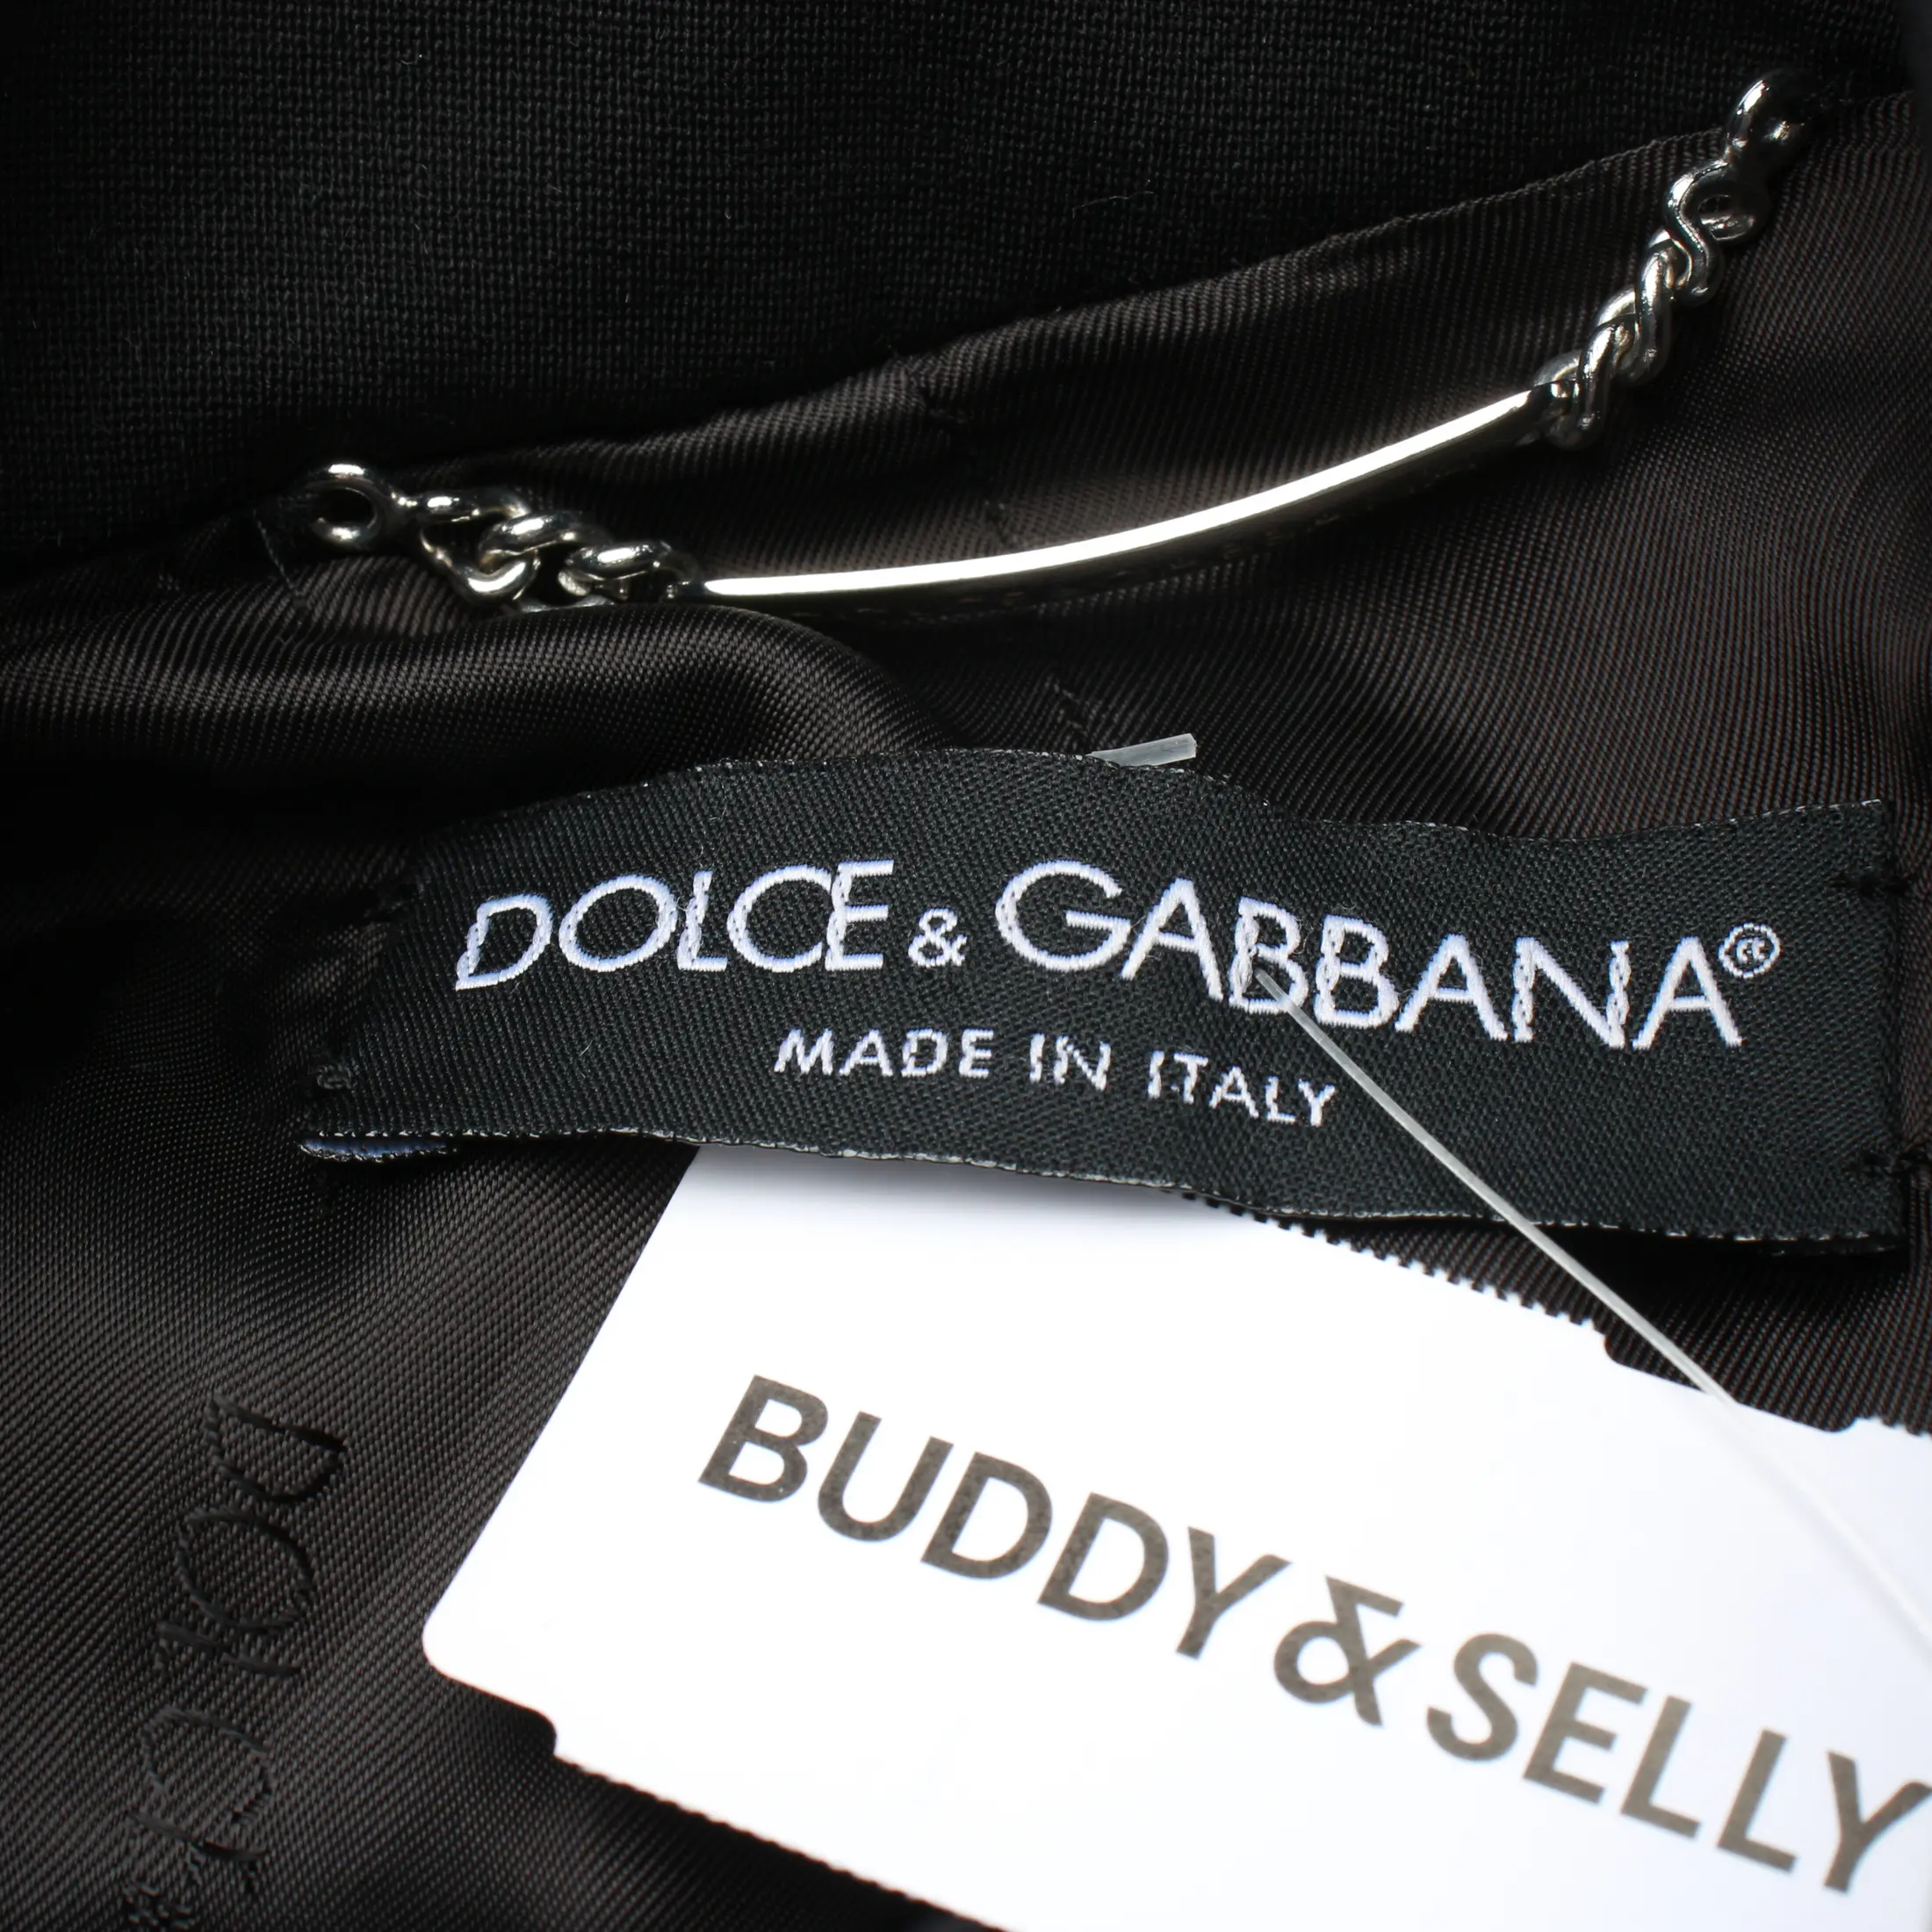 DOLCE & GABBANA®
MADE IN ITALY
BUDDY & SELLY